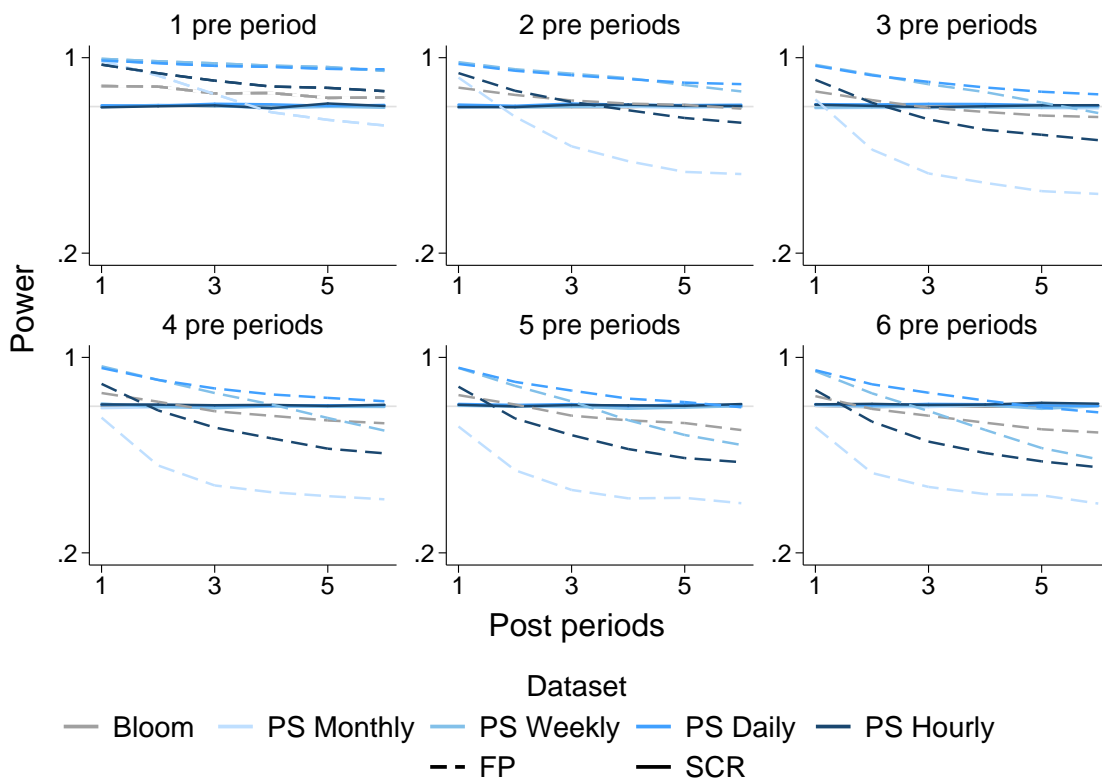 1 pre period
2 pre periods
3 pre periods
1
.2
1 3 5
1
.2
1 3 5
1
.2
1 3 5
Power
4 pre periods
5 pre periods
6 pre periods
1
.2
1 3 5
1
.2
1 3 5
1
.2
1 3 5
Post periods
Dataset
Bloom PS Monthly PS Weekly PS Daily PS Hourly
FP SCR